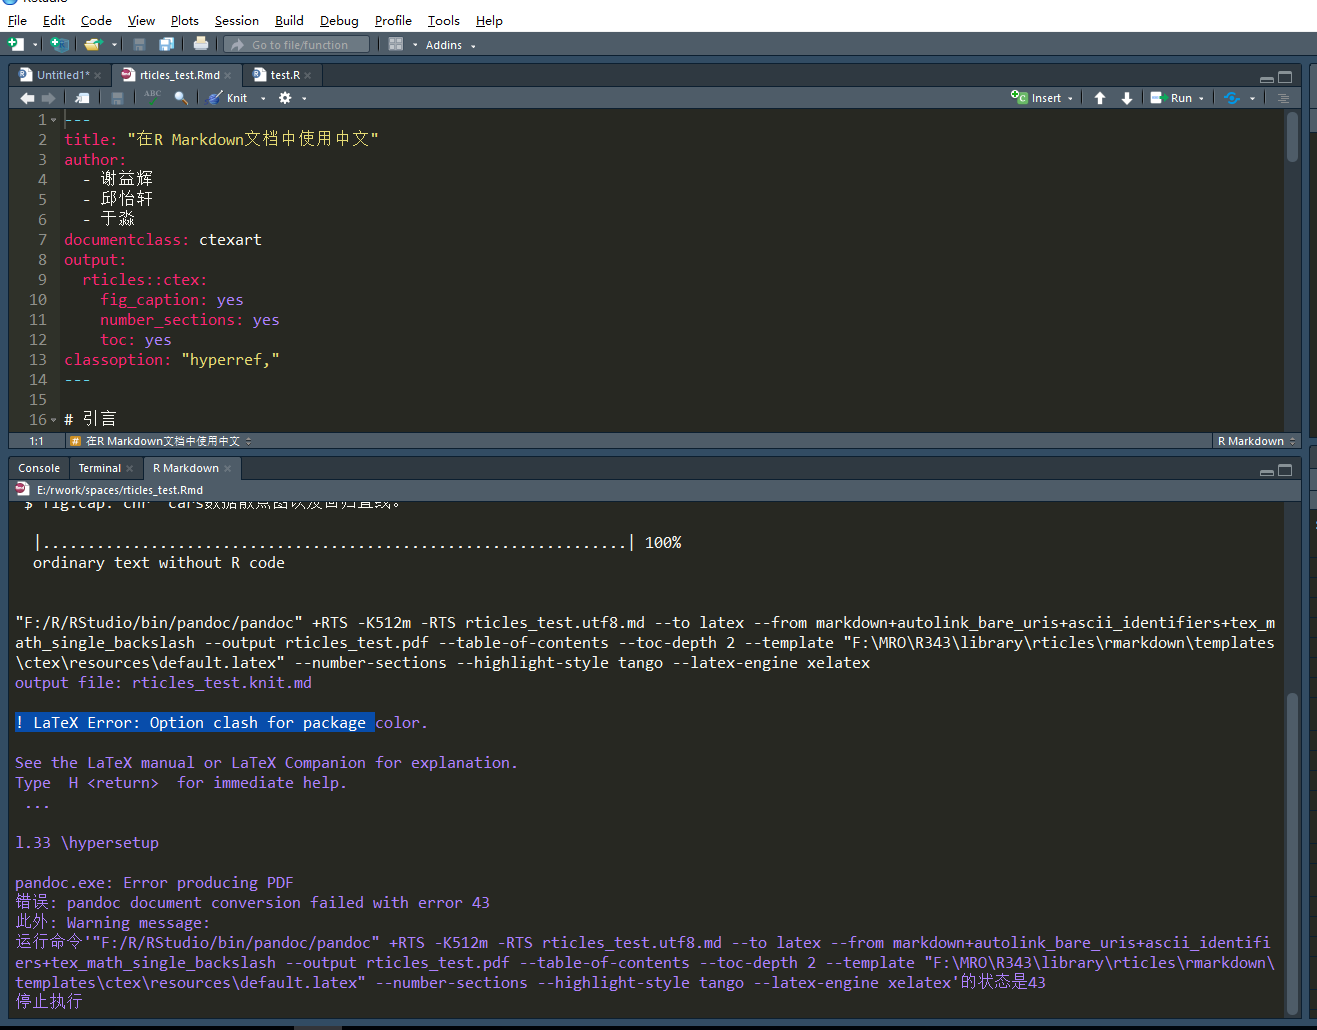 RStudio
File Edit Code View Plots Session Build Debug Profile Tools Help
Go to file/function Addins
Untitled1* rticles_test.Rmd test.R
ABC Knit Insert Run
1 ---
2 title: "在R Markdown文档中使用中文"
3 author:
4 - 谢益辉
5 - 邱怡轩
6 - 于淼
7 documentclass: ctexart
8 output:
9 rticles::ctex:
10 fig_caption: yes
11 number_sections: yes
12 toc: yes
13 classoption: "hyperref,"
14 ---
15
16 # 引言
1:1 # 在R Markdown文档中使用中文 R Markdown
Console Terminal R Markdown
E:/rwork/spaces/rticles_test.Rmd
$ fig.cap: chr "cars数据散点图以及回归直线。
|.................................................................| 100%
ordinary text without R code
"F:/R/RStudio/bin/pandoc/pandoc" +RTS -K512m -RTS rticles_test.utf8.md --to latex --from markdown+autolink_bare_uris+ascii_identifiers+tex_m
ath_single_backslash --output rticles_test.pdf --table-of-contents --toc-depth 2 --template "F:\MRO\R343\library\rticles\rmarkdown\templates
\ctex\resources\default.latex" --number-sections --highlight-style tango --latex-engine xelatex
output file: rticles_test.knit.md
! LaTeX Error: Option clash for package color.
See the LaTeX manual or LaTeX Companion for explanation.
Type H <return> for immediate help.
...
l.33 \hypersetup
pandoc.exe: Error producing PDF
错误: pandoc document conversion failed with error 43
此外: Warning message:
运行命令'"F:/R/RStudio/bin/pandoc/pandoc" +RTS -K512m -RTS rticles_test.utf8.md --to latex --from markdown+autolink_bare_uris+ascii_identifi
ers+tex_math_single_backslash --output rticles_test.pdf --table-of-contents --toc-depth 2 --template "F:\MRO\R343\library\rticles\rmarkdown\
templates\ctex\resources\default.latex" --number-sections --highlight-style tango --latex-engine xelatex'的状态是43
停止执行